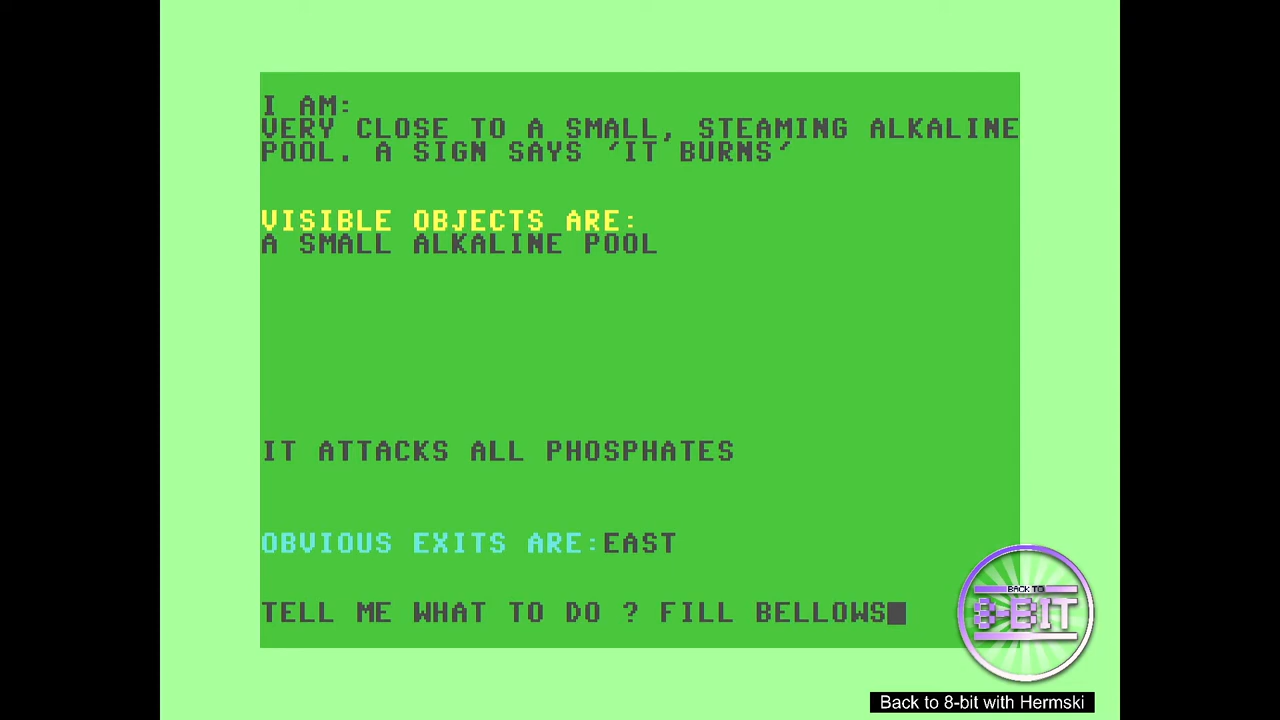 I AM:
VERY CLOSE TO A SMALL, STEAMING ALKALINE
POOL. A SIGN SAYS 'IT BURNS'
VISIBLE OBJECTS ARE:
A SMALL ALKALINE POOL
IT ATTACKS ALL PHOSPHATES
OBVIOUS EXITS ARE:EAST
TELL ME WHAT TO DO ? FILL BELLOWS
BACK TO
8-BIT
Back to 8-bit with Hermski